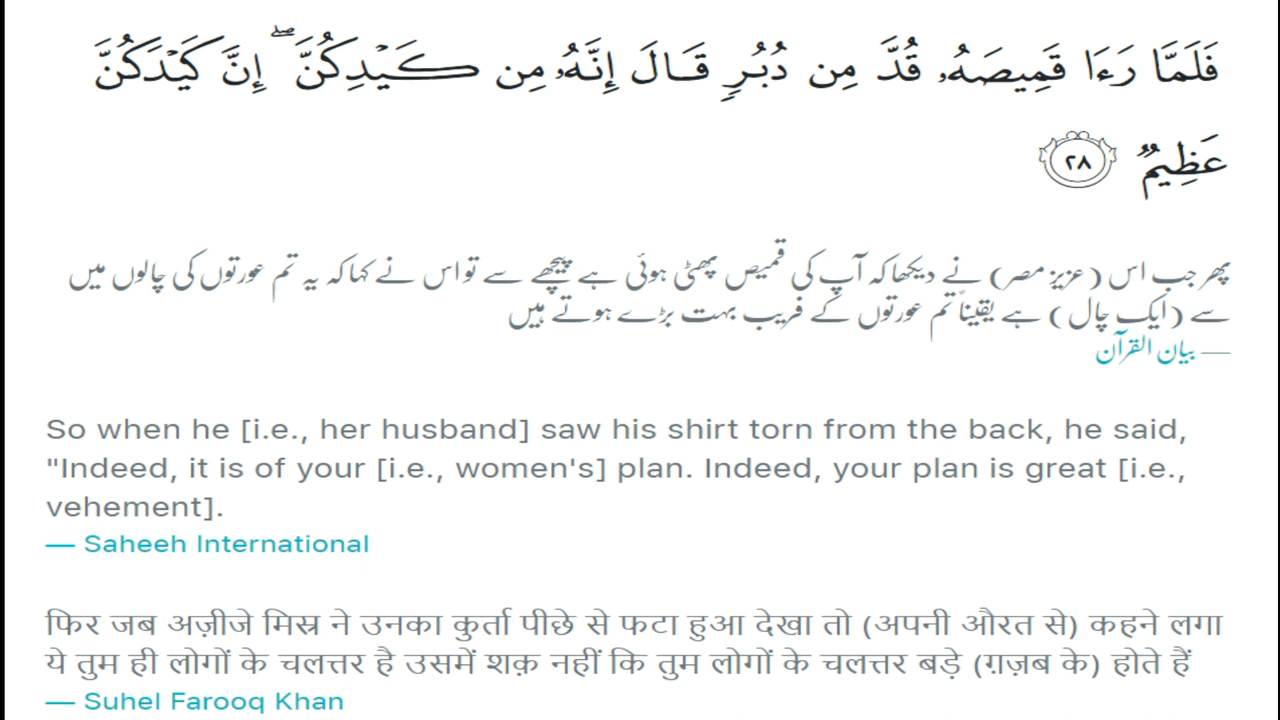 فَلَمَّا رَءَا قَمِيصَهُۥ قُدَّ مِن دُبُرٍۢ قَالَ إِنَّهُۥ مِن كَيْدِكُنَّ ۖ إِنَّ كَيْدَكُنَّ
عَظِيمٌۭ ٢٨
پھر جب اس (عزیز مصر) نے دیکھا کہ آپ کی قمیص پھٹی ہوئی ہے پیچھے سے تو اس نے کہا کہ یہ تم عورتوں کی چالوں میں
سے (ایک چال) ہے یقیناً تم عورتوں کے فریب بہت بڑے ہوتے ہیں
— بیان القرآن
So when he [i.e., her husband] saw his shirt torn from the back, he said,
"Indeed, it is of your [i.e., women's] plan. Indeed, your plan is great [i.e.,
vehement].
— Saheeh International
फिर जब अज़ीजे मिस्र ने उनका कुर्ता पीछे से फटा हुआ देखा तो (अपनी औरत से) कहने लगा
ये तुम ही लोगों के चलत्तर है उसमें शक़ नहीं कि तुम लोगों के चलत्तर बड़े (ग़ज़ब के) होते हैं
— Suhel Farooq Khan